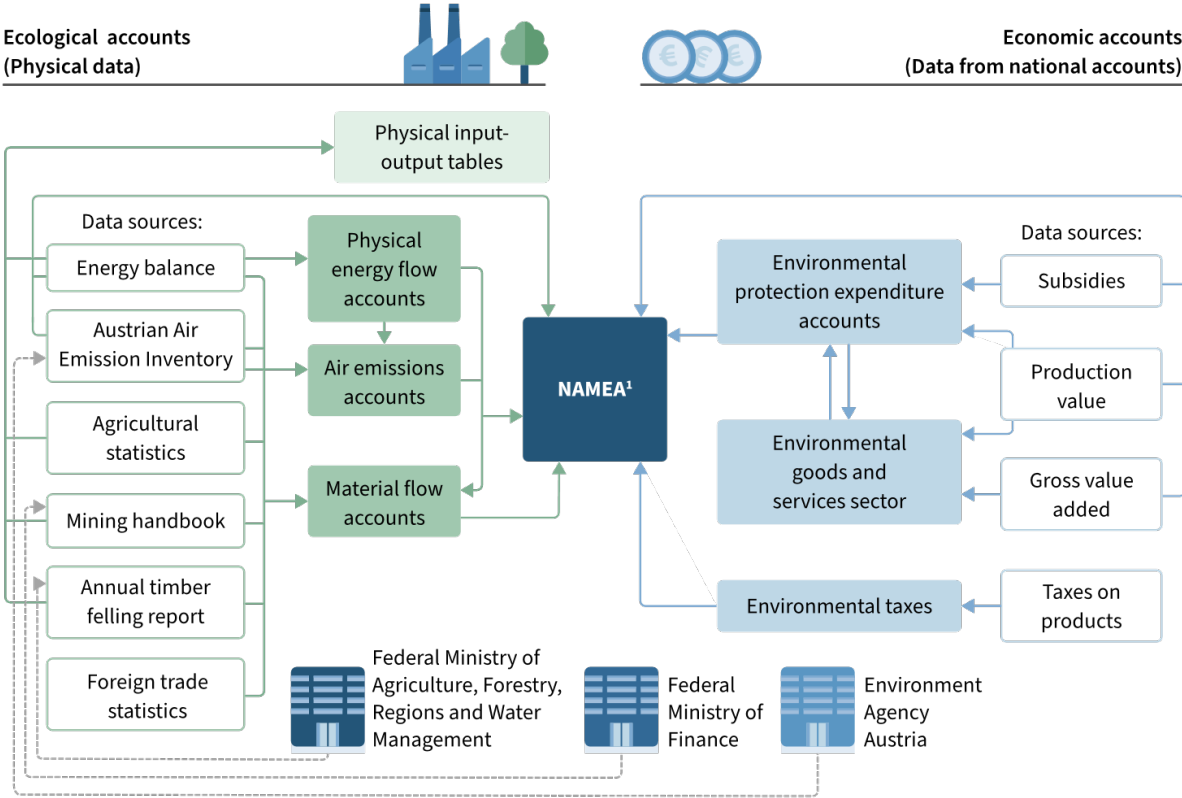 Ecological accounts
(Physical data)
Economic accounts
(Data from national accounts)
Physical input-
output tables
Data sources:
Energy balance
Austrian Air
Emission Inventory
Agricultural
statistics
Mining handbook
Annual timber
felling report
Foreign trade
statistics
Physical
energy flow
accounts
Air emissions
accounts
Material flow
accounts
NAMEA¹
Environmental
protection expenditure
accounts
Environmental
goods and
services sector
Environmental taxes
Data sources:
Subsidies
Production
value
Gross value
added
Taxes on
products
Federal Ministry of
Agriculture, Forestry,
Regions and Water
Management
Federal
Ministry of
Finance
Environment
Agency
Austria